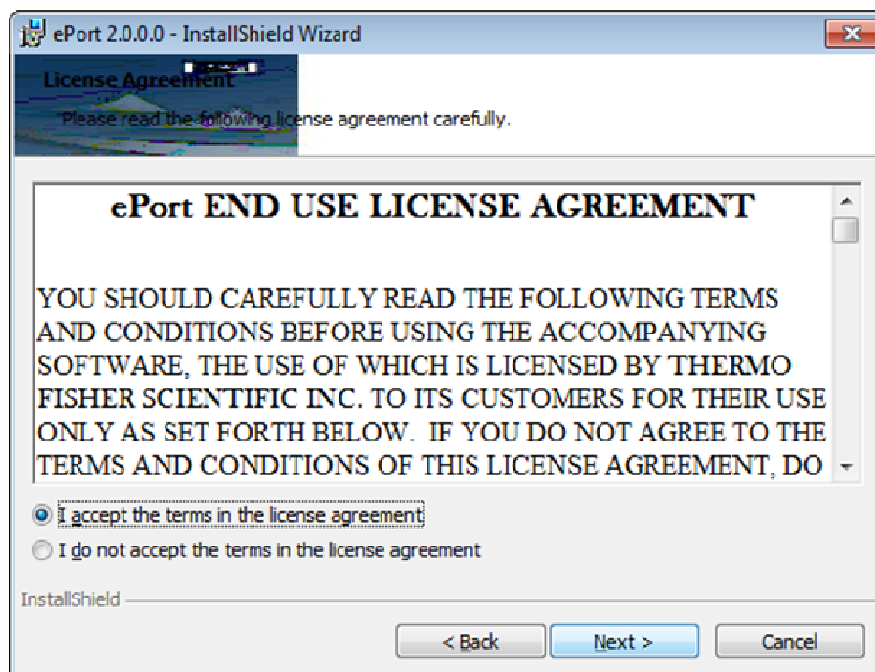 ePort 2.0.0.0 - InstallShield Wizard
License Agreement
Please read the following license agreement carefully.
ePort END USE LICENSE AGREEMENT
YOU SHOULD CAREFULLY READ THE FOLLOWING TERMS
AND CONDITIONS BEFORE USING THE ACCOMPANYING
SOFTWARE, THE USE OF WHICH IS LICENSED BY THERMO
FISHER SCIENTIFIC INC. TO ITS CUSTOMERS FOR THEIR USE
ONLY AS SET FORTH BELOW.  IF YOU DO NOT AGREE TO THE
TERMS AND CONDITIONS OF THIS LICENSE AGREEMENT, DO
I accept the terms in the license agreement
I do not accept the terms in the license agreement
InstallShield
< Back
Next >
Cancel